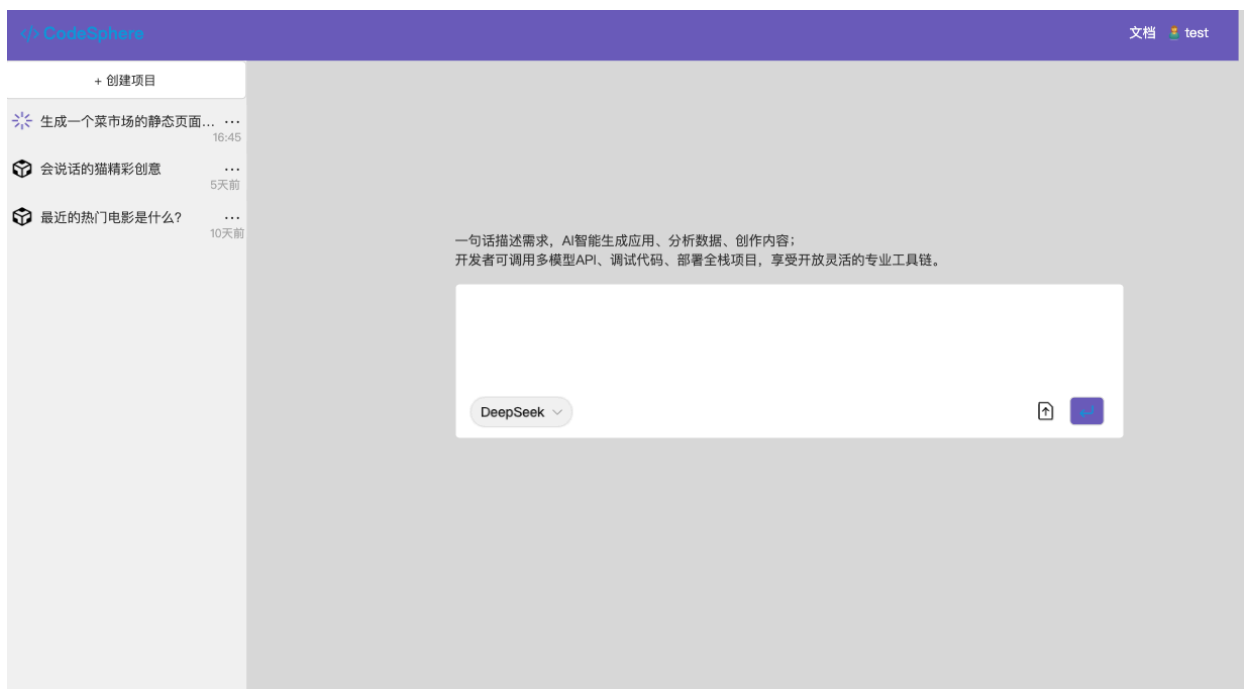 </> CodeSphere
文档 test
+ 创建项目
生成一个菜市场的静态页面... ...
16:45
会说话的猫精彩创意 ...
5天前
最近的热门电影是什么? ...
10天前
一句话描述需求，AI智能生成应用、分析数据、创作内容；
开发者可调用多模型API、调试代码、部署全栈项目，享受开放灵活的专业工具链。
DeepSeek